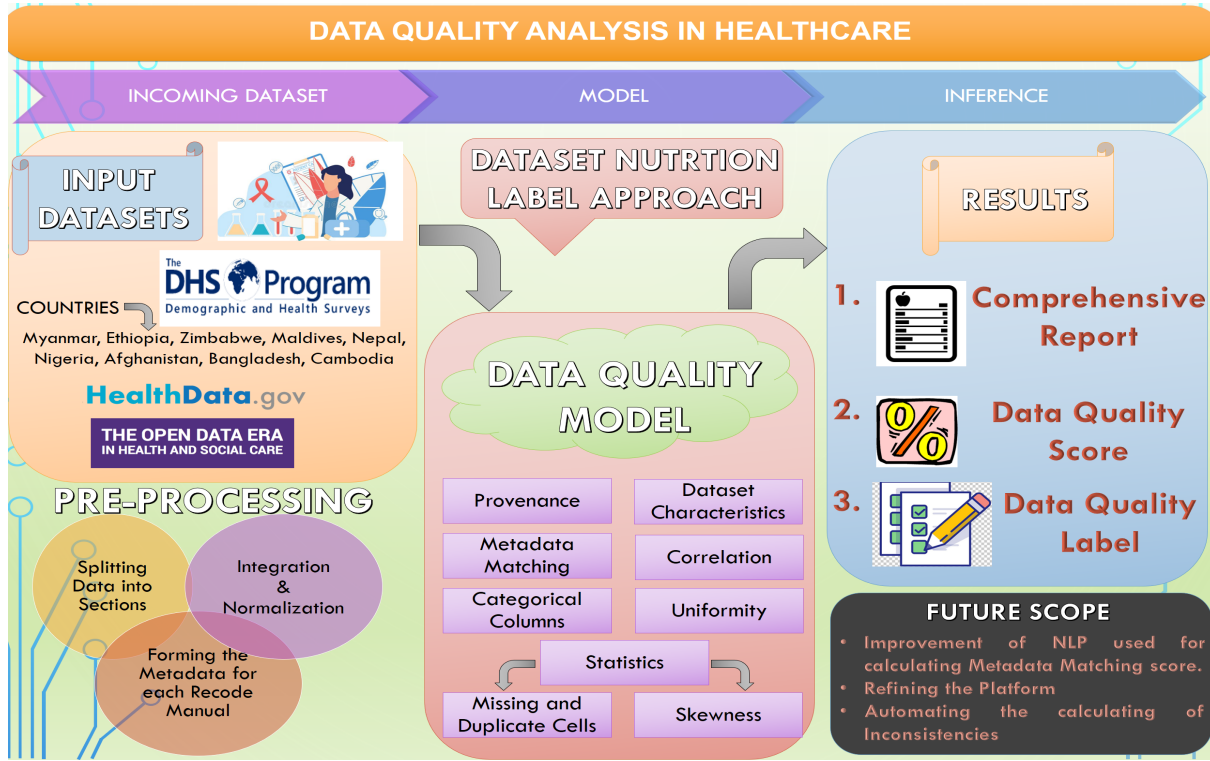 DATA QUALITY ANALYSIS IN HEALTHCARE
INCOMING DATASET
MODEL
INFERENCE
INPUT
DATASETS
The
DHS Program
Demographic and Health Surveys
COUNTRIES
Myanmar, Ethiopia, Zimbabwe, Maldives, Nepal,
Nigeria, Afghanistan, Bangladesh, Cambodia
HealthData.gov
THE OPEN DATA ERA
IN HEALTH AND SOCIAL CARE
PRE-PROCESSING
Splitting
Data into
Sections
Integration
&
Normalization
Forming the
Metadata for
each Recode
Manual
DATASET NUTRTION
LABEL APPROACH
DATA QUALITY
MODEL
Provenance
Dataset
Characteristics
Metadata
Matching
Correlation
Categorical
Columns
Uniformity
Statistics
Missing and
Duplicate Cells
Skewness
RESULTS
1. Comprehensive
Report
2. Data Quality
Score
%
3. Data Quality
Label
FUTURE SCOPE
• Improvement of NLP used for
calculating Metadata Matching score.
• Refining the Platform
• Automating the calculating of
Inconsistencies